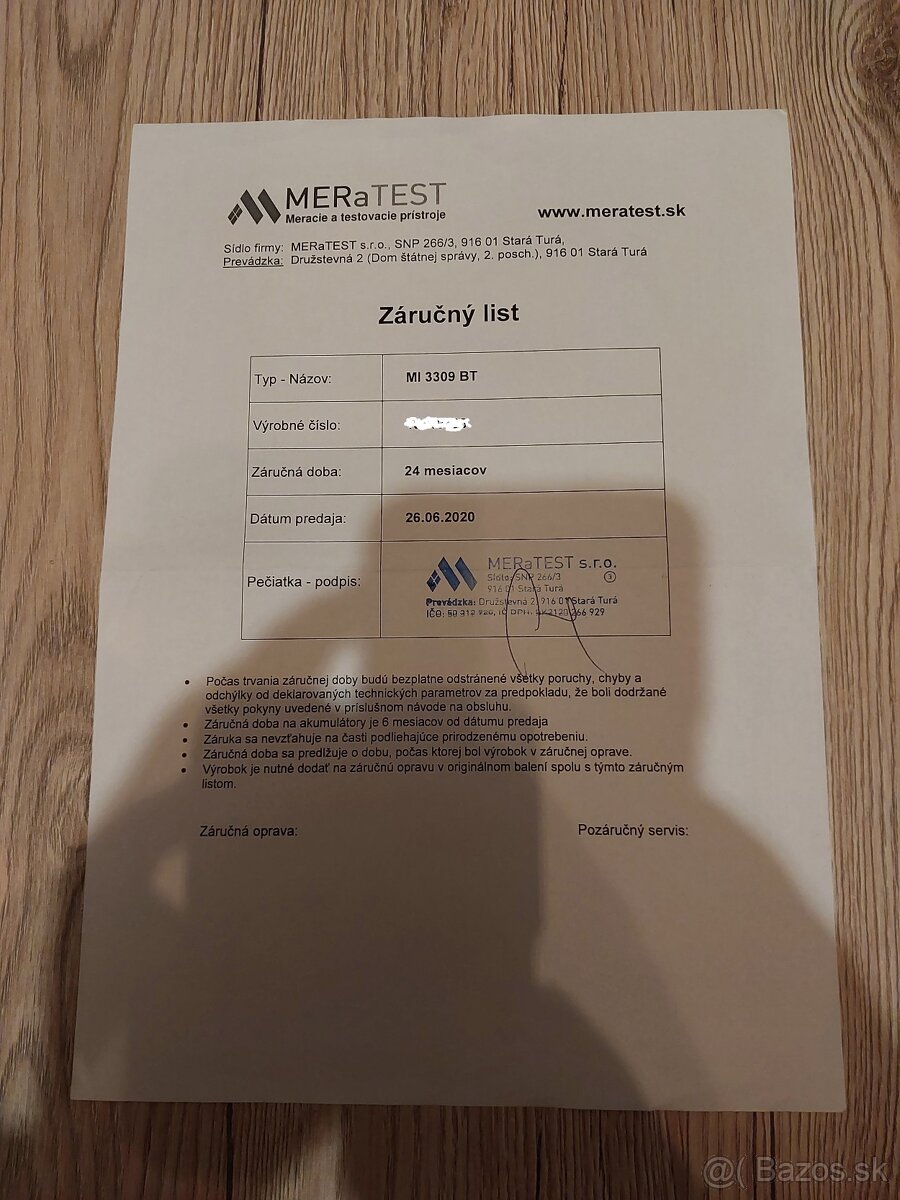 MERaTEST
Meracie a testovacie prístroje
www.meratest.sk
Sídlo firmy: MERaTEST s.r.o., SNP 266/3, 916 01 Stará Turá,
Prevádzka: Družstevná 2 (Dom štátnej správy, 2. posch.), 916 01 Stará Turá
Záručný list
Typ - Názov: MI 3309 BT
Výrobné číslo:
Záručná doba: 24 mesiacov
Dátum predaja: 26.06.2020
Pečiatka - podpis:
MERaTEST s.r.o.
Sídlo: SNP 266/3
3
916 01 Stará Turá
Prevádzka: Družstevná 2, 916 01 Stará Turá
IČO: IČ DPH: 266 929
• Počas trvania záručnej doby budú bezplatne odstránené všetky poruchy, chyby a
odchýlky od deklarovaných technických parametrov za predpokladu, že boli dodržané
všetky pokyny uvedené v príslušnom návode na obsluhu.
• Záručná doba na akumulátory je 6 mesiacov od dátumu predaja
• Záruka sa nevzťahuje na časti podliehajúce prirodzenému opotrebeniu.
• Záručná doba sa predlžuje o dobu, počas ktorej bol výrobok v záručnej oprave.
• Výrobok je nutné dodať na záručnú opravu v originálnom balení spolu s týmto záručným
listom.
Záručná oprava: Pozáručný servis:
@( Bazos.sk